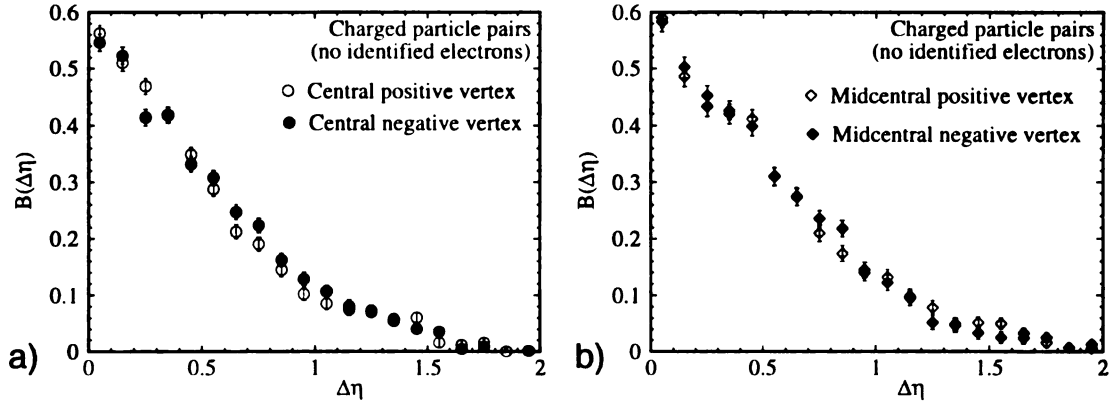 0.6
0.5
0.4
0.3
0.2
0.1
0
B(Δη)
Charged particle pairs
(no identified electrons)
Central positive vertex
Central negative vertex
a)
0
0.5
1
1.5
2
Δη
0.6
0.5
0.4
0.3
0.2
0.1
0
B(Δη)
Charged particle pairs
(no identified electrons)
Midcentral positive vertex
Midcentral negative vertex
b)
0
0.5
1
1.5
2
Δη